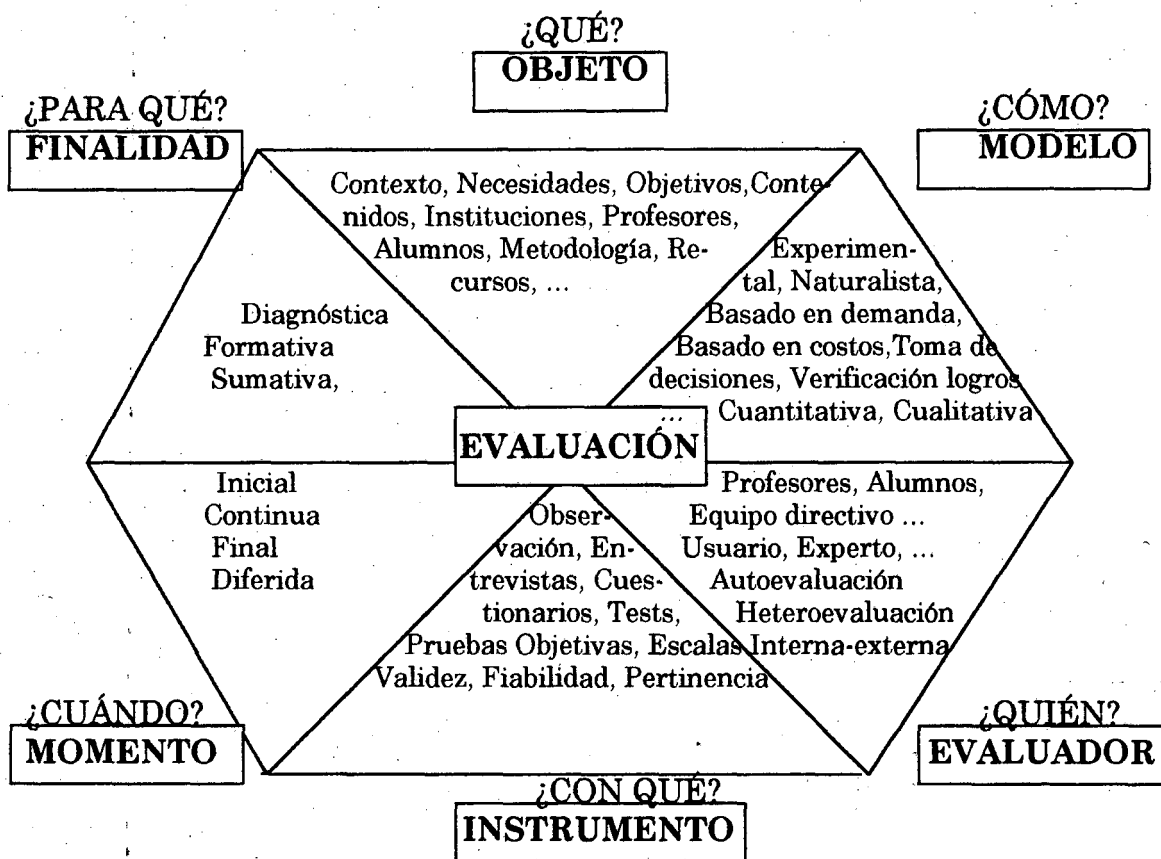 ¿QUÉ?
OBJETO
¿PARA QUÉ?
FINALIDAD
¿CÓMO?
MODELO
Contexto, Necesidades, Objetivos,Conte-
nidos, Instituciones, Profesores,
Alumnos, Metodología, Re-
cursos, ...
Experimen-
tal, Naturalista,
Basado en demanda,
Basado en costos,Toma de
decisiones, Verificación logros
... Cuantitativa, Cualitativa
Diagnóstica
Formativa
Sumativa,
EVALUACIÓN
Inicial
Continua
Final
Diferida
Obser-
vación, En-
trevistas, Cues-
tionarios, Tests,
Pruebas Objetivas, Escalas
Validez, Fiabilidad, Pertinencia
Profesores, Alumnos,
Equipo directivo ...
Usuario, Experto, ...
Autoevaluación
Heteroevaluación
Interna-externa
¿CUÁNDO?
MOMENTO
¿CON QUÉ?
INSTRUMENTO
¿QUIÉN?
EVALUADOR